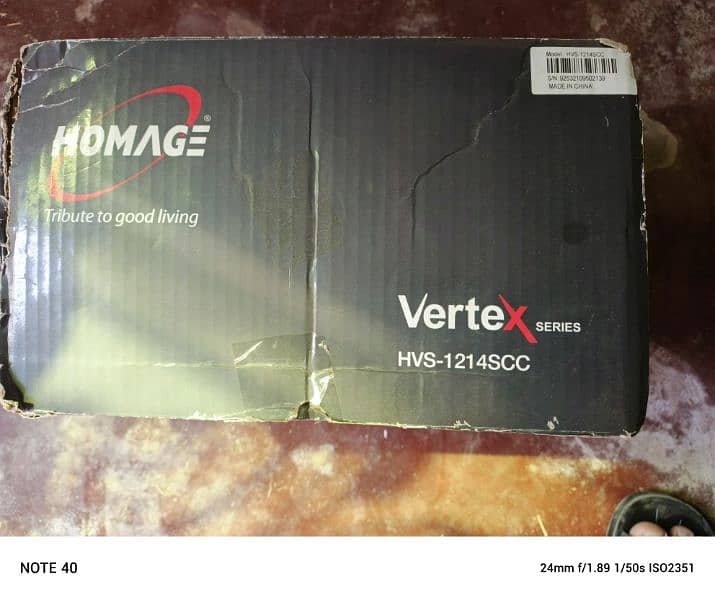 Model: HVS-1214SCC
S/N: 92532109502139
MADE IN CHINA
HOMAGE®
Tribute to good living
VerteX SERIES
HVS-1214SCC
NOTE 40
24mm f/1.89 1/50s ISO2351